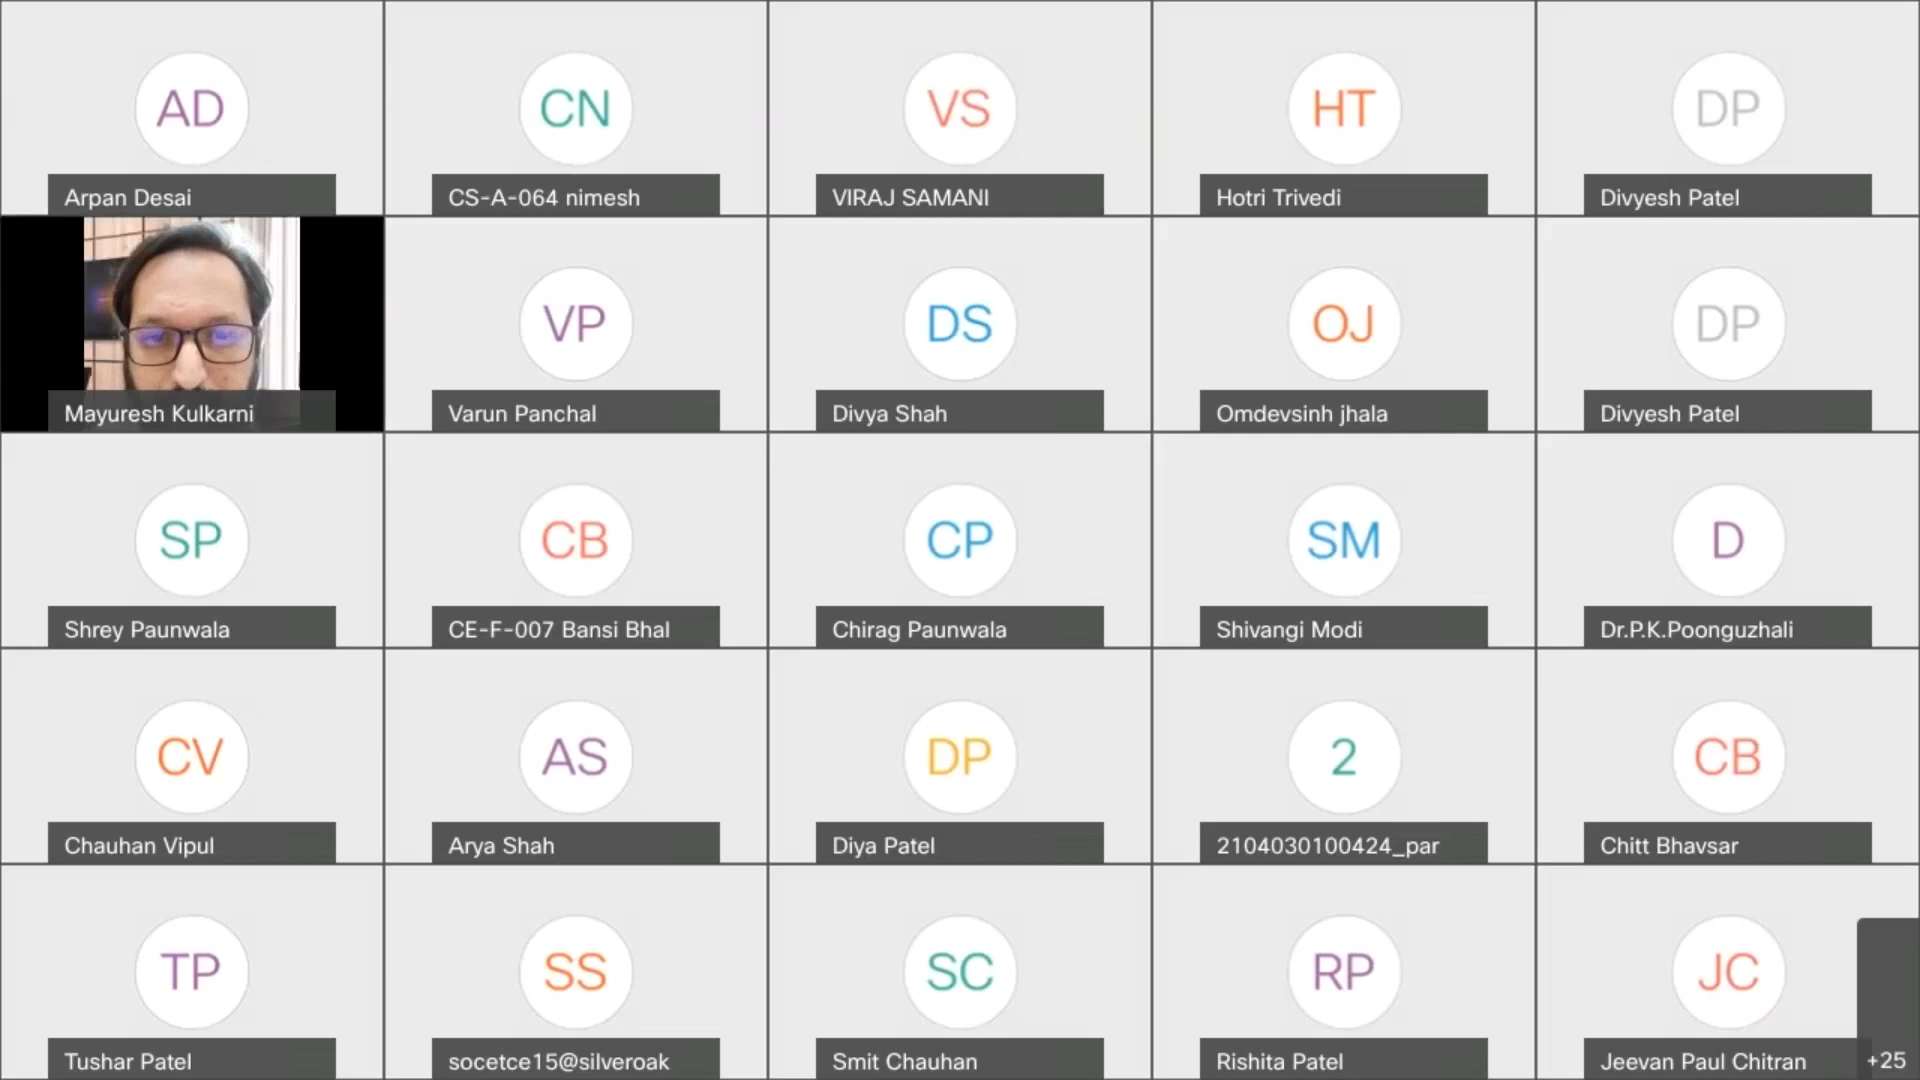 AD
CN
VS
HT
DP
Arpan Desai
CS-A-064 nimesh
VIRAJ SAMANI
Hotri Trivedi
Divyesh Patel
VP
DS
OJ
DP
Mayuresh Kulkarni
Varun Panchal
Divya Shah
Omdevsinh jhala
Divyesh Patel
SP
CB
CP
SM
D
Shrey Paunwala
CE-F-007 Bansi Bhal
Chirag Paunwala
Shivangi Modi
Dr.P.K.Poonguzhali
CV
AS
DP
2
CB
Chauhan Vipul
Arya Shah
Diya Patel
2104030100424_par
Chitt Bhavsar
TP
SS
SC
RP
JC
Tushar Patel
socetce15@silveroak
Smit Chauhan
Rishita Patel
Jeevan Paul Chitran
+25